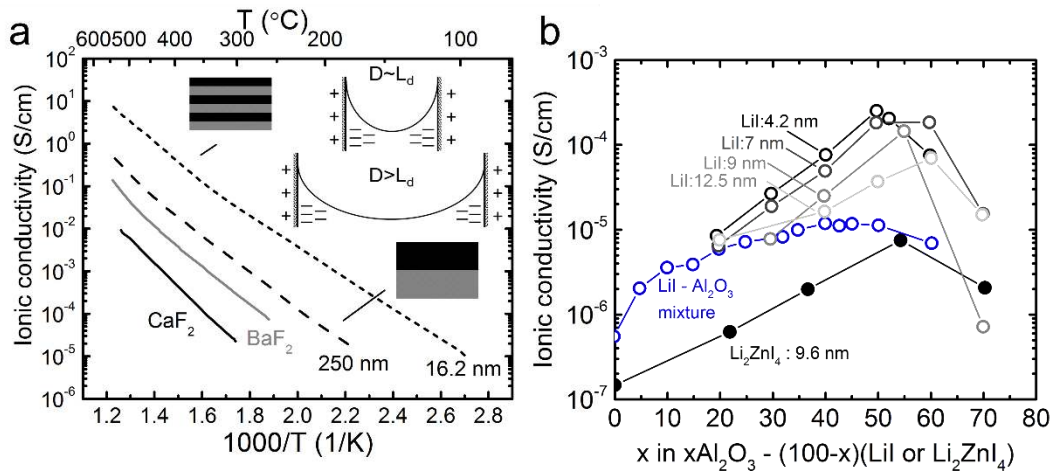 a
T (°C)
600 500 400 300 200 100
Ionic conductivity (S/cm)
10^2
10^1
10^0
10^-1
10^-2
10^-3
10^-4
10^-5
10^-6
D~L_d
+ +
+ +
+ +
D>L_d
+ +
+ +
+ +
CaF_2
BaF_2
250 nm
16.2 nm
1.2 1.4 1.6 1.8 2.0 2.2 2.4 2.6 2.8
1000/T (1/K)
b
Ionic conductivity (S/cm)
10^-3
10^-4
10^-5
10^-6
10^-7
LiI:4.2 nm
LiI:7 nm
LiI:9 nm
LiI:12.5 nm
LiI - Al_2O_3
mixture
Li_2ZnI_4 : 9.6 nm
0 10 20 30 40 50 60 70 80
x in xAl_2O_3 - (100-x)(LiI or Li_2ZnI_4)